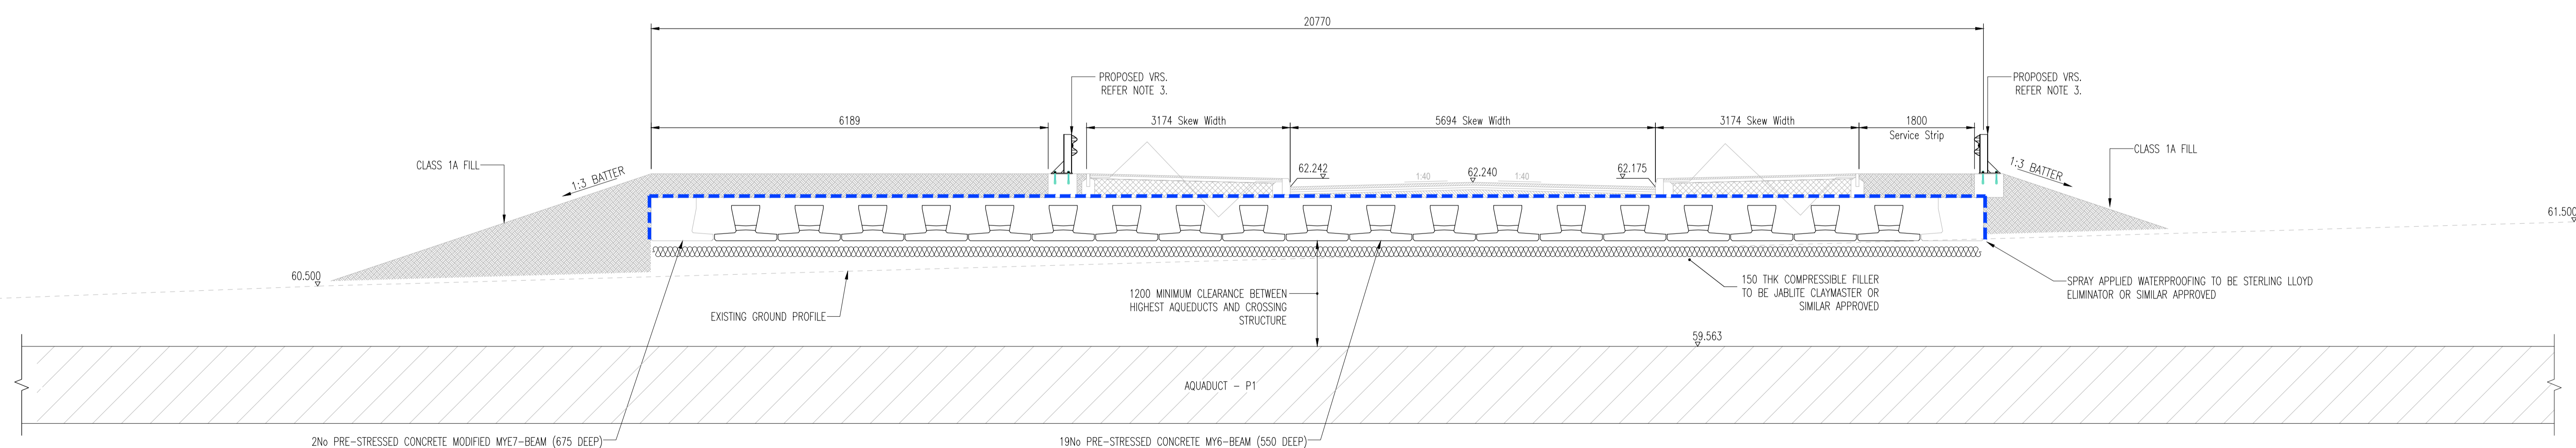 20770
PROPOSED VRS.
REFER NOTE 3.
PROPOSED VRS.
REFER NOTE 3.
6189
3174 Skew Width
5694 Skew Width
3174 Skew Width
1800
Service Strip
CLASS 1A FILL
1:3 BATTER
62.242
62.240
62.175
1:40
1:40
1:3 BATTER
CLASS 1A FILL
61.500
60.500
EXISTING GROUND PROFILE
1200 MINIMUM CLEARANCE BETWEEN
HIGHEST AQUEDUCTS AND CROSSING
STRUCTURE
150 THK COMPRESSIBLE FILLER
TO BE JABLITE CLAYMASTER OR
SIMILAR APPROVED
SPRAY APPLIED WATERPROOFING TO BE STERLING LLOYD
ELIMINATOR OR SIMILAR APPROVED
59.563
AQUADUCT - P1
2No PRE-STRESSED CONCRETE MODIFIED MYE7-BEAM (675 DEEP)
19No PRE-STRESSED CONCRETE MY6-BEAM (550 DEEP)